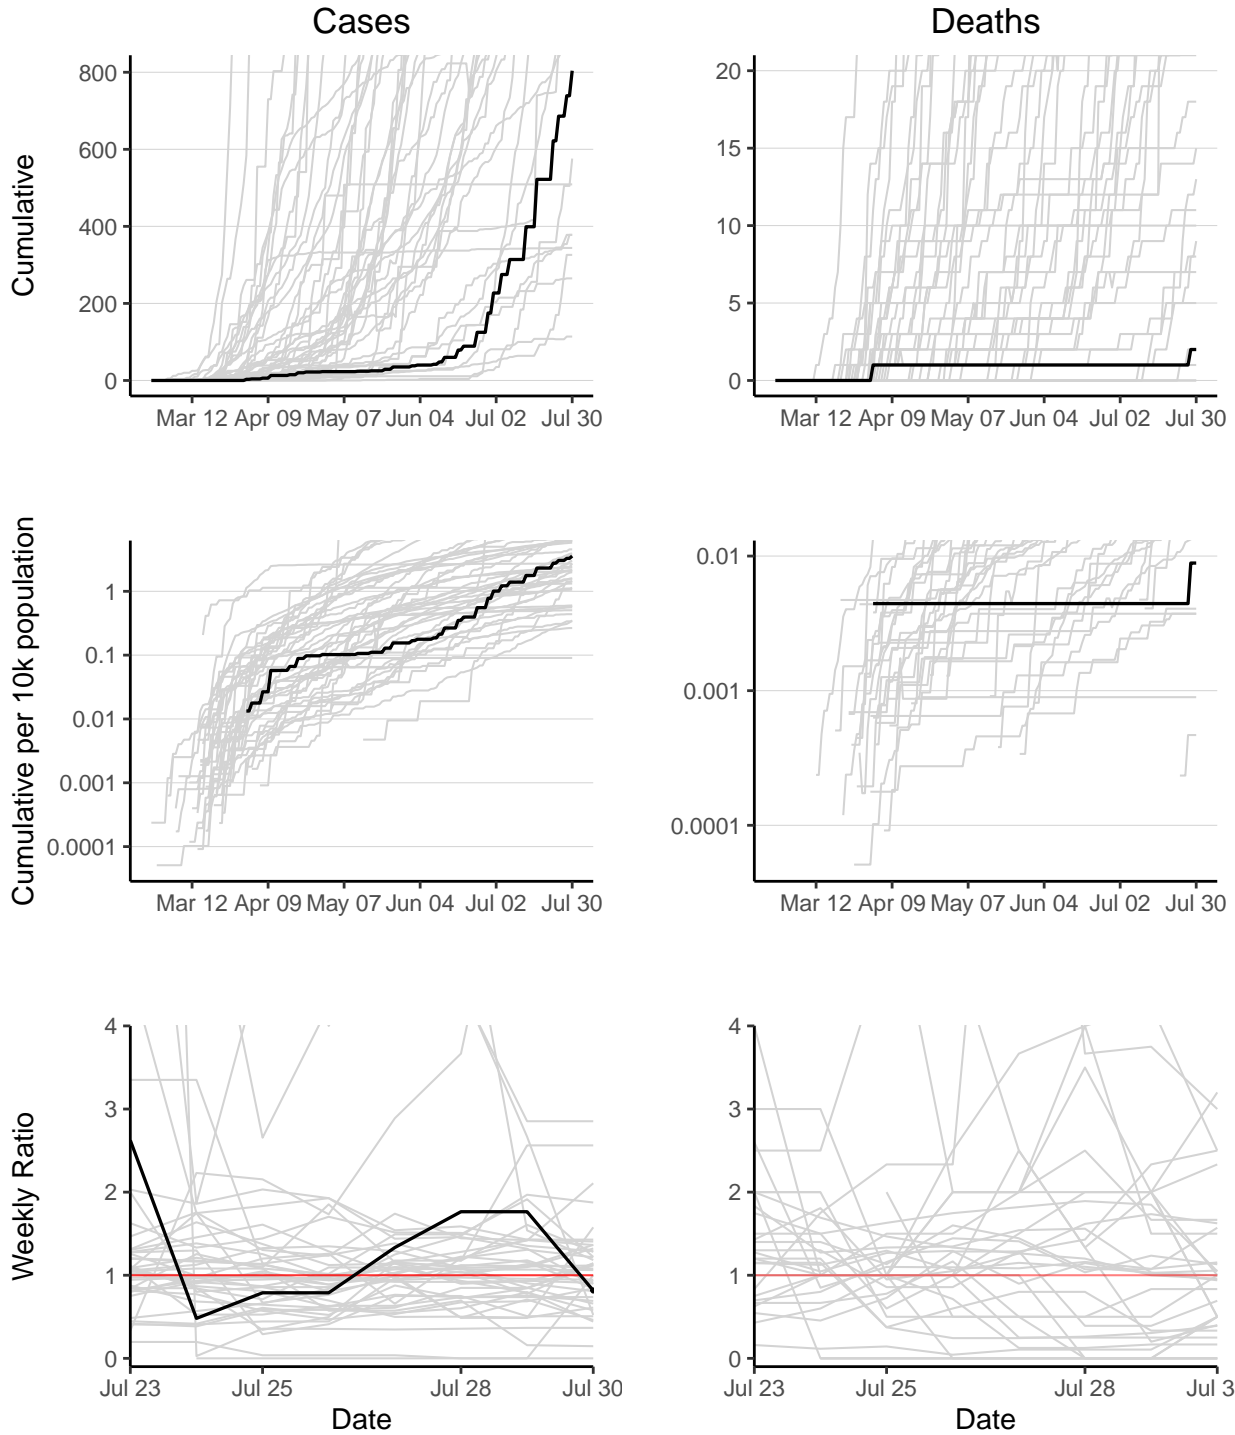 Cases
Deaths
Cumulative
800
600
400
200
0
Mar 12 Apr 09 May 07 Jun 04 Jul 02 Jul 30
20
15
10
5
0
Mar 12 Apr 09 May 07 Jun 04 Jul 02 Jul 30
Cumulative per 10k population
1
0.1
0.01
0.001
0.0001
Mar 12 Apr 09 May 07 Jun 04 Jul 02 Jul 30
0.01
0.001
0.0001
Mar 12 Apr 09 May 07 Jun 04 Jul 02 Jul 30
Weekly Ratio
4
3
2
1
0
Jul 23 Jul 25 Jul 28 Jul 30
Date
4
3
2
1
0
Jul 23 Jul 25 Jul 28 Jul 3
Date